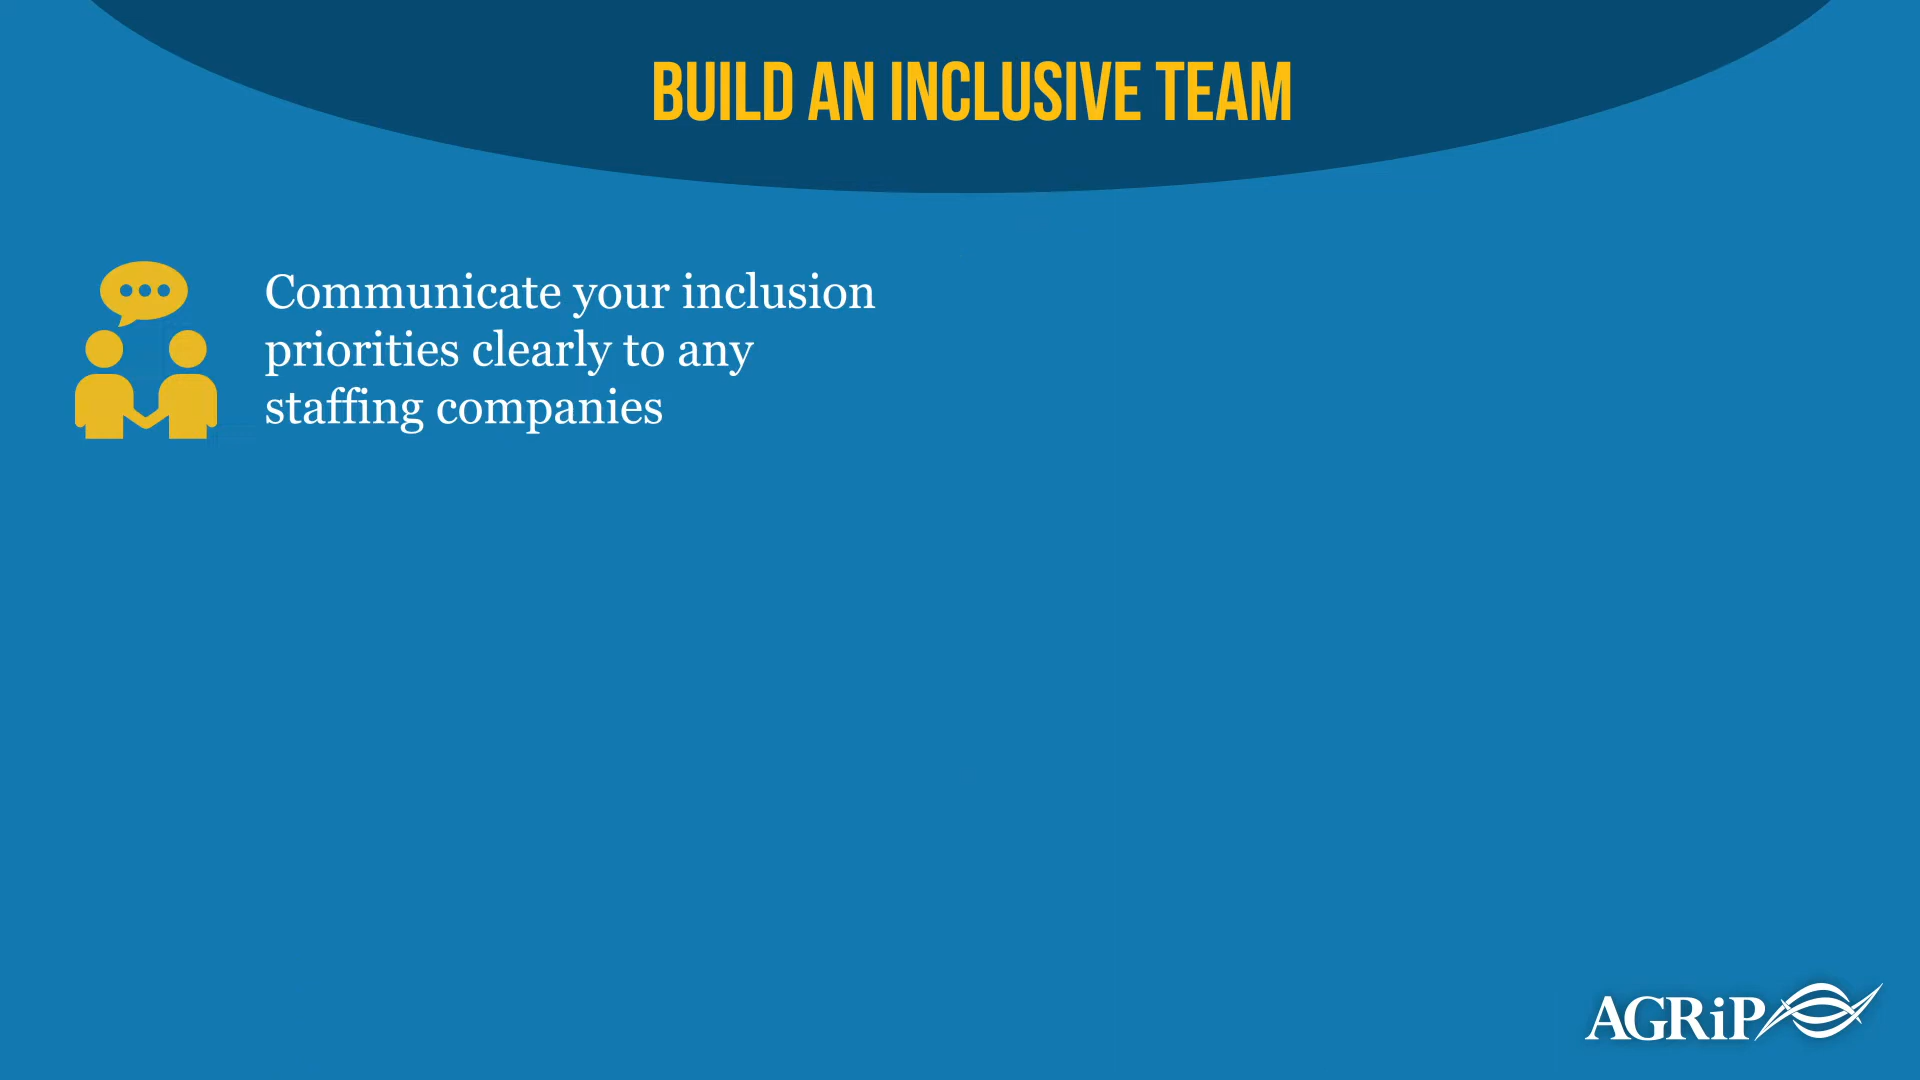 BUILD AN INCLUSIVE TEAM
Communicate your inclusion
priorities clearly to any
staffing companies
AGRiP